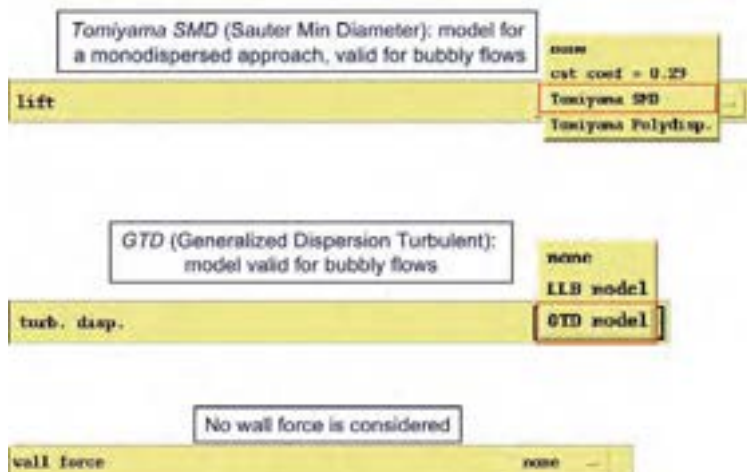 Tomiyama SMD (Sauter Min Diameter): model for
a monodispersed approach, valid for bubbly flows
none
cst coef = 0.29
lift
Tomiyama SMD
Tomiyama Polydisp.
GTD (Generalized Dispersion Turbulent):
model valid for bubbly flows
none
LLB model
turb. disp.
GTD model
No wall force is considered
wall force
none